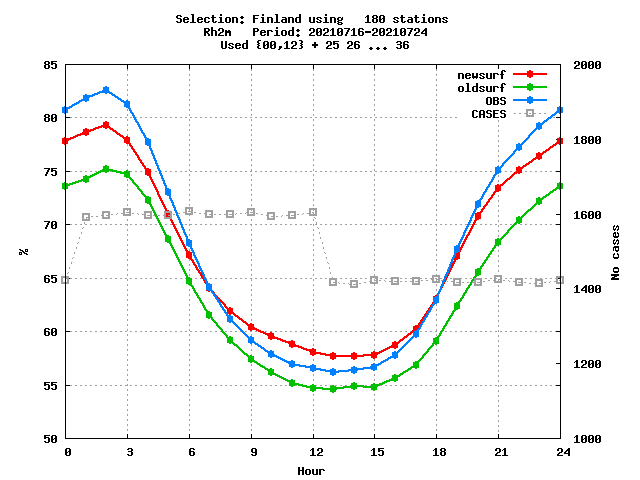 Selection: Finland using   180 stations
Rh2m   Period: 20210716-20210724
Used {00,12} + 25 26 ... 36
85
80
75
70
65
60
55
50
%
2000
1800
1600
1400
1200
1000
No cases
newsurf
oldsurf
OBS
CASES
0 3 6 9 12 15 18 21 24
Hour